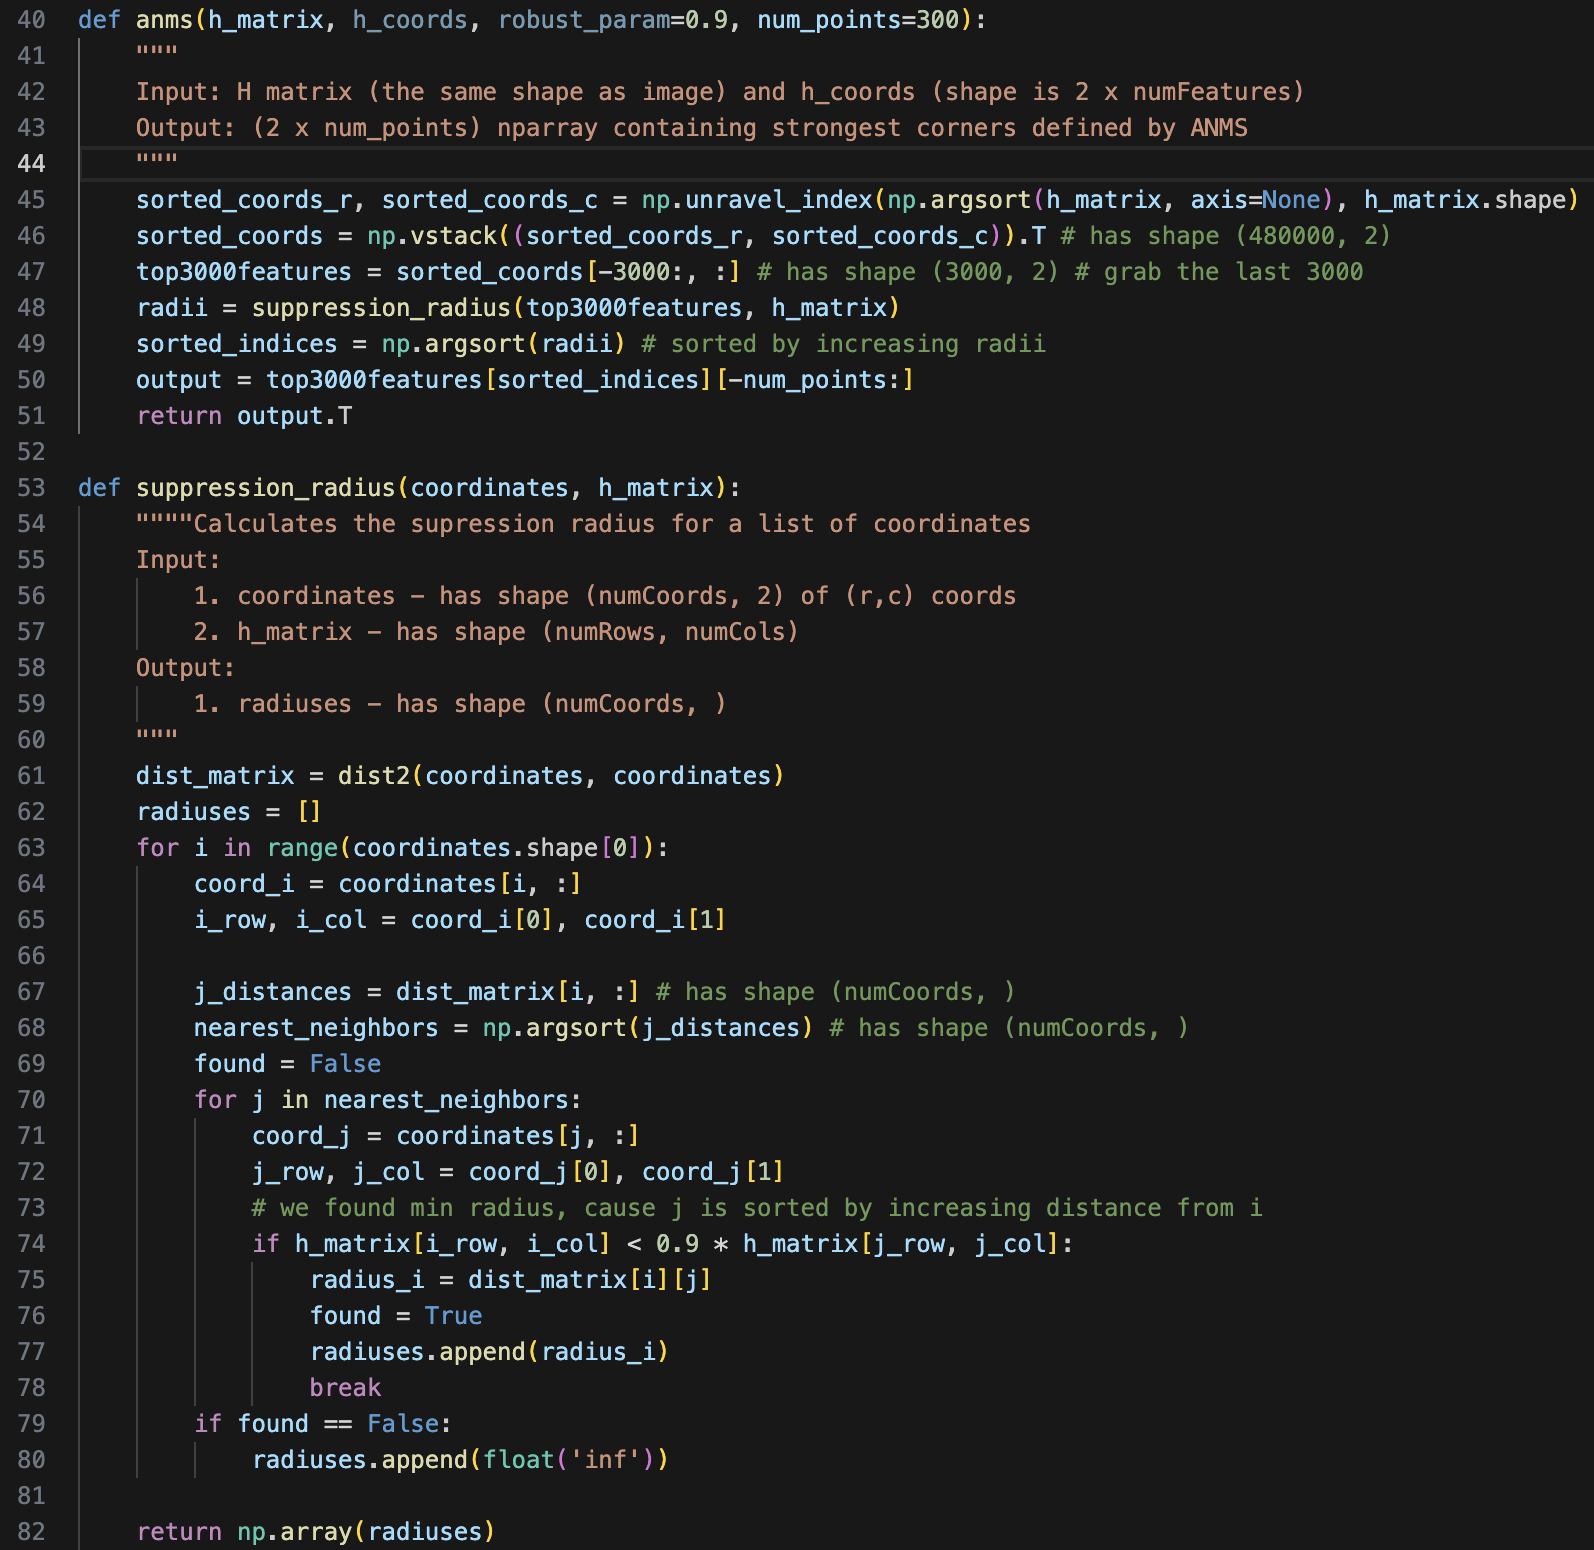 40 def anms(h_matrix, h_coords, robust_param=0.9, num_points=300):
41     """
42     Input: H matrix (the same shape as image) and h_coords (shape is 2 x numFeatures)
43     Output: (2 x num_points) nparray containing strongest corners defined by ANMS
44     """
45     sorted_coords_r, sorted_coords_c = np.unravel_index(np.argsort(h_matrix, axis=None), h_matrix.shape)
46     sorted_coords = np.vstack((sorted_coords_r, sorted_coords_c)).T # has shape (480000, 2)
47     top3000features = sorted_coords[-3000:, :] # has shape (3000, 2) # grab the last 3000
48     radii = suppression_radius(top3000features, h_matrix)
49     sorted_indices = np.argsort(radii) # sorted by increasing radii
50     output = top3000features[sorted_indices][-num_points:]
51     return output.T
52
53 def suppression_radius(coordinates, h_matrix):
54     """"Calculates the supression radius for a list of coordinates
55     Input:
56         1. coordinates - has shape (numCoords, 2) of (r,c) coords
57         2. h_matrix - has shape (numRows, numCols)
58     Output:
59         1. radiuses - has shape (numCoords, )
60     """
61     dist_matrix = dist2(coordinates, coordinates)
62     radiuses = []
63     for i in range(coordinates.shape[0]):
64         coord_i = coordinates[i, :]
65         i_row, i_col = coord_i[0], coord_i[1]
66
67         j_distances = dist_matrix[i, :] # has shape (numCoords, )
68         nearest_neighbors = np.argsort(j_distances) # has shape (numCoords, )
69         found = False
70         for j in nearest_neighbors:
71             coord_j = coordinates[j, :]
72             j_row, j_col = coord_j[0], coord_j[1]
73             # we found min radius, cause j is sorted by increasing distance from i
74             if h_matrix[i_row, i_col] < 0.9 * h_matrix[j_row, j_col]:
75                 radius_i = dist_matrix[i][j]
76                 found = True
77                 radiuses.append(radius_i)
78                 break
79         if found == False:
80             radiuses.append(float('inf'))
81
82     return np.array(radiuses)